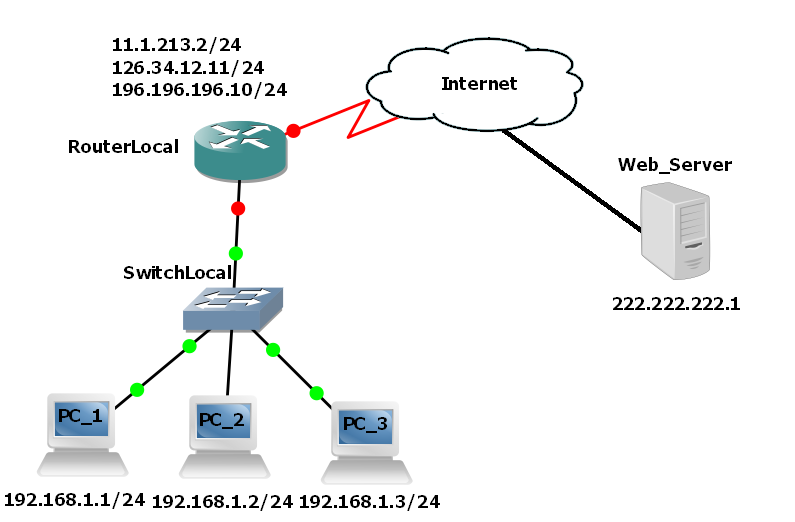 11.1.213.2/24
126.34.12.11/24
196.196.196.10/24
Internet
RouterLocal
Web_Server
222.222.222.1
SwitchLocal
PC_1
PC_2
PC_3
192.168.1.1/24
192.168.1.2/24
192.168.1.3/24